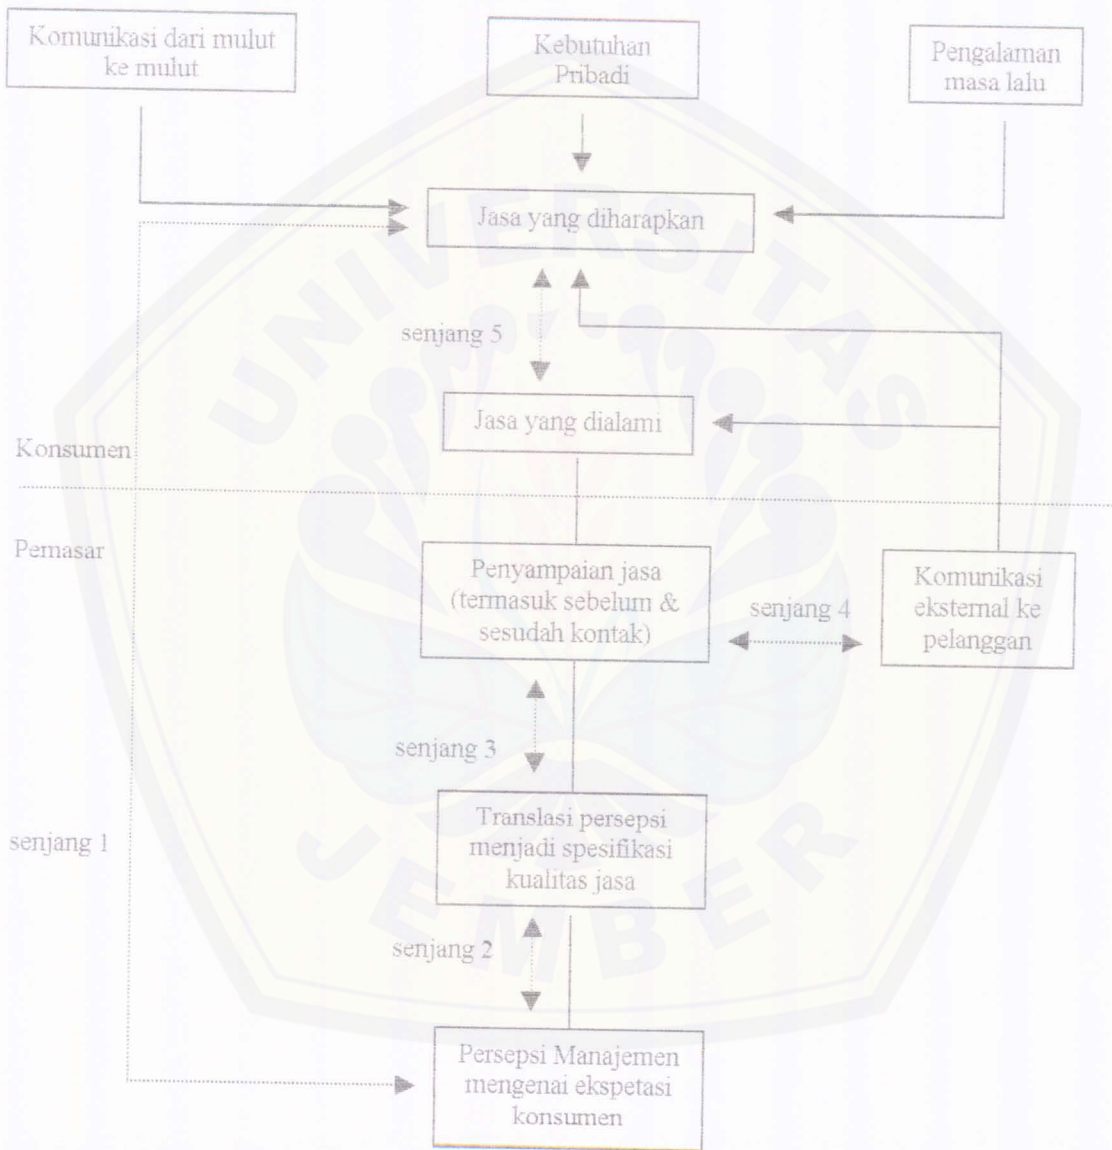 Komunikasi dari mulut
ke mulut
Kebutuhan
Pribadi
Pengalaman
masa lalu
Jasa yang diharapkan
senjang 5
Jasa yang dialami
Konsumen
Pemasar
Penyampaian jasa
(termasuk sebelum &
sesudah kontak)
senjang 4
Komunikasi
eksternal ke
pelanggan
senjang 3
Translasi persepsi
menjadi spesifikasi
kualitas jasa
senjang 1
senjang 2
Persepsi Manajemen
mengenai ekspetasi
konsumen
UNIVERSITAS
JEMBER